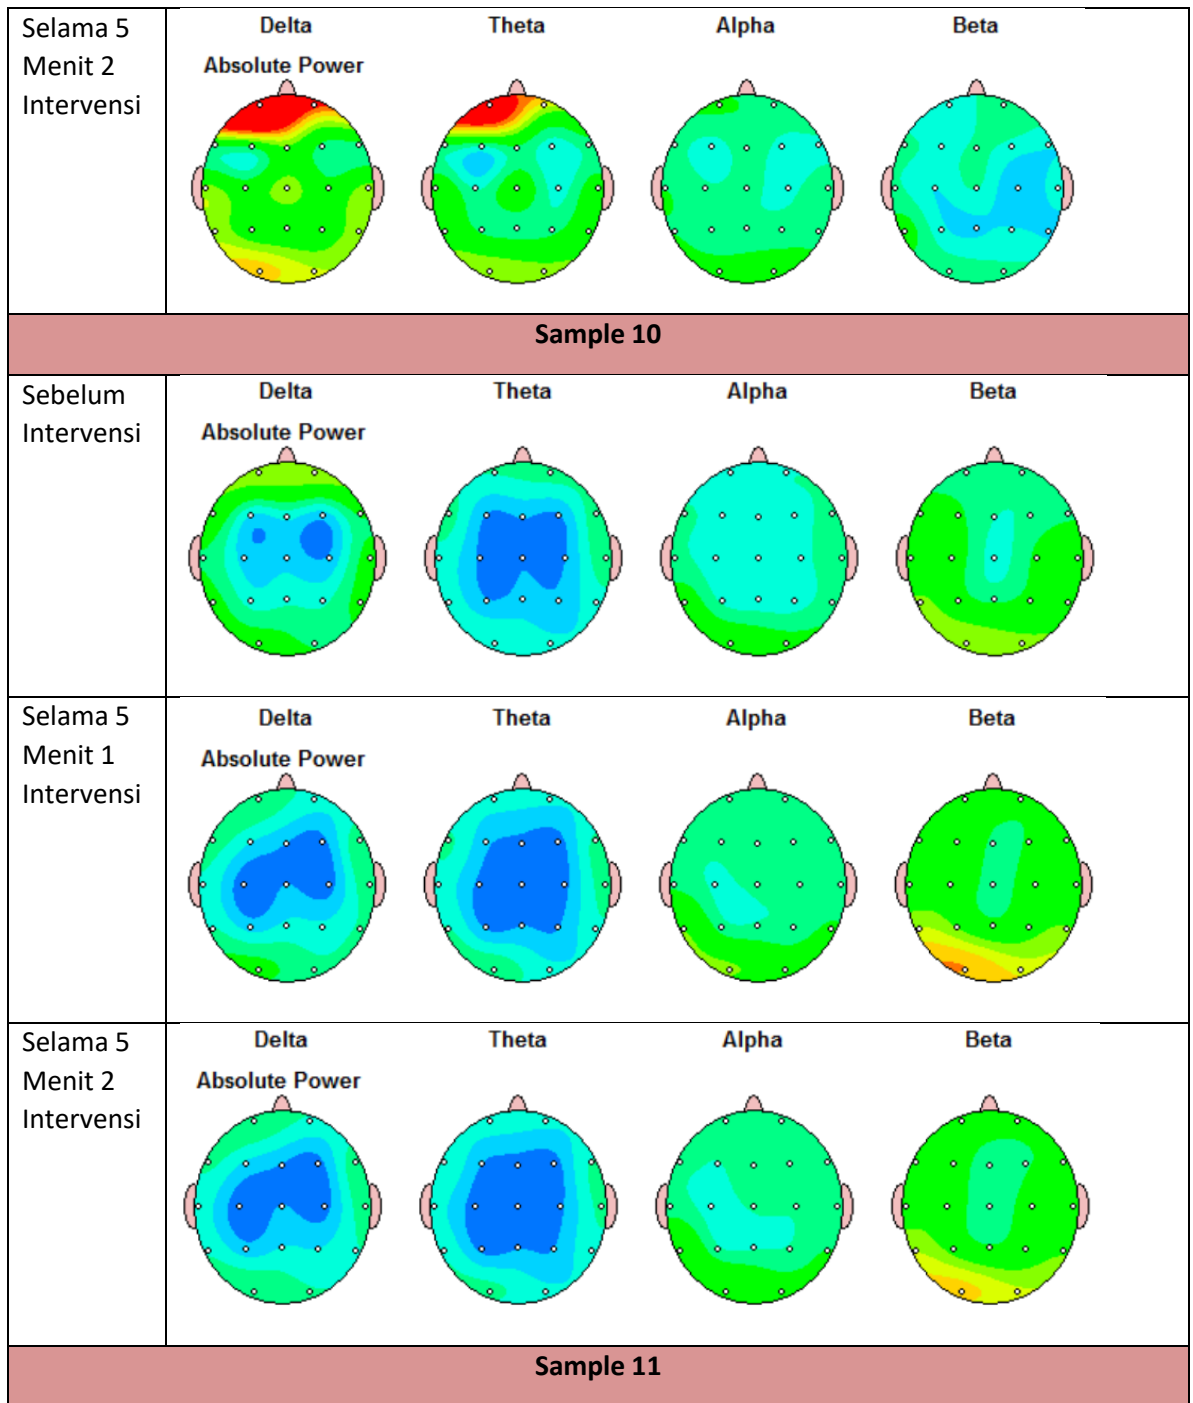 Selama 5
Menit 2
Intervensi
Delta Theta Alpha Beta
Absolute Power
Sample 10
Sebelum
Intervensi
Delta Theta Alpha Beta
Absolute Power
Selama 5
Menit 1
Intervensi
Delta Theta Alpha Beta
Absolute Power
Selama 5
Menit 2
Intervensi
Delta Theta Alpha Beta
Absolute Power
Sample 11